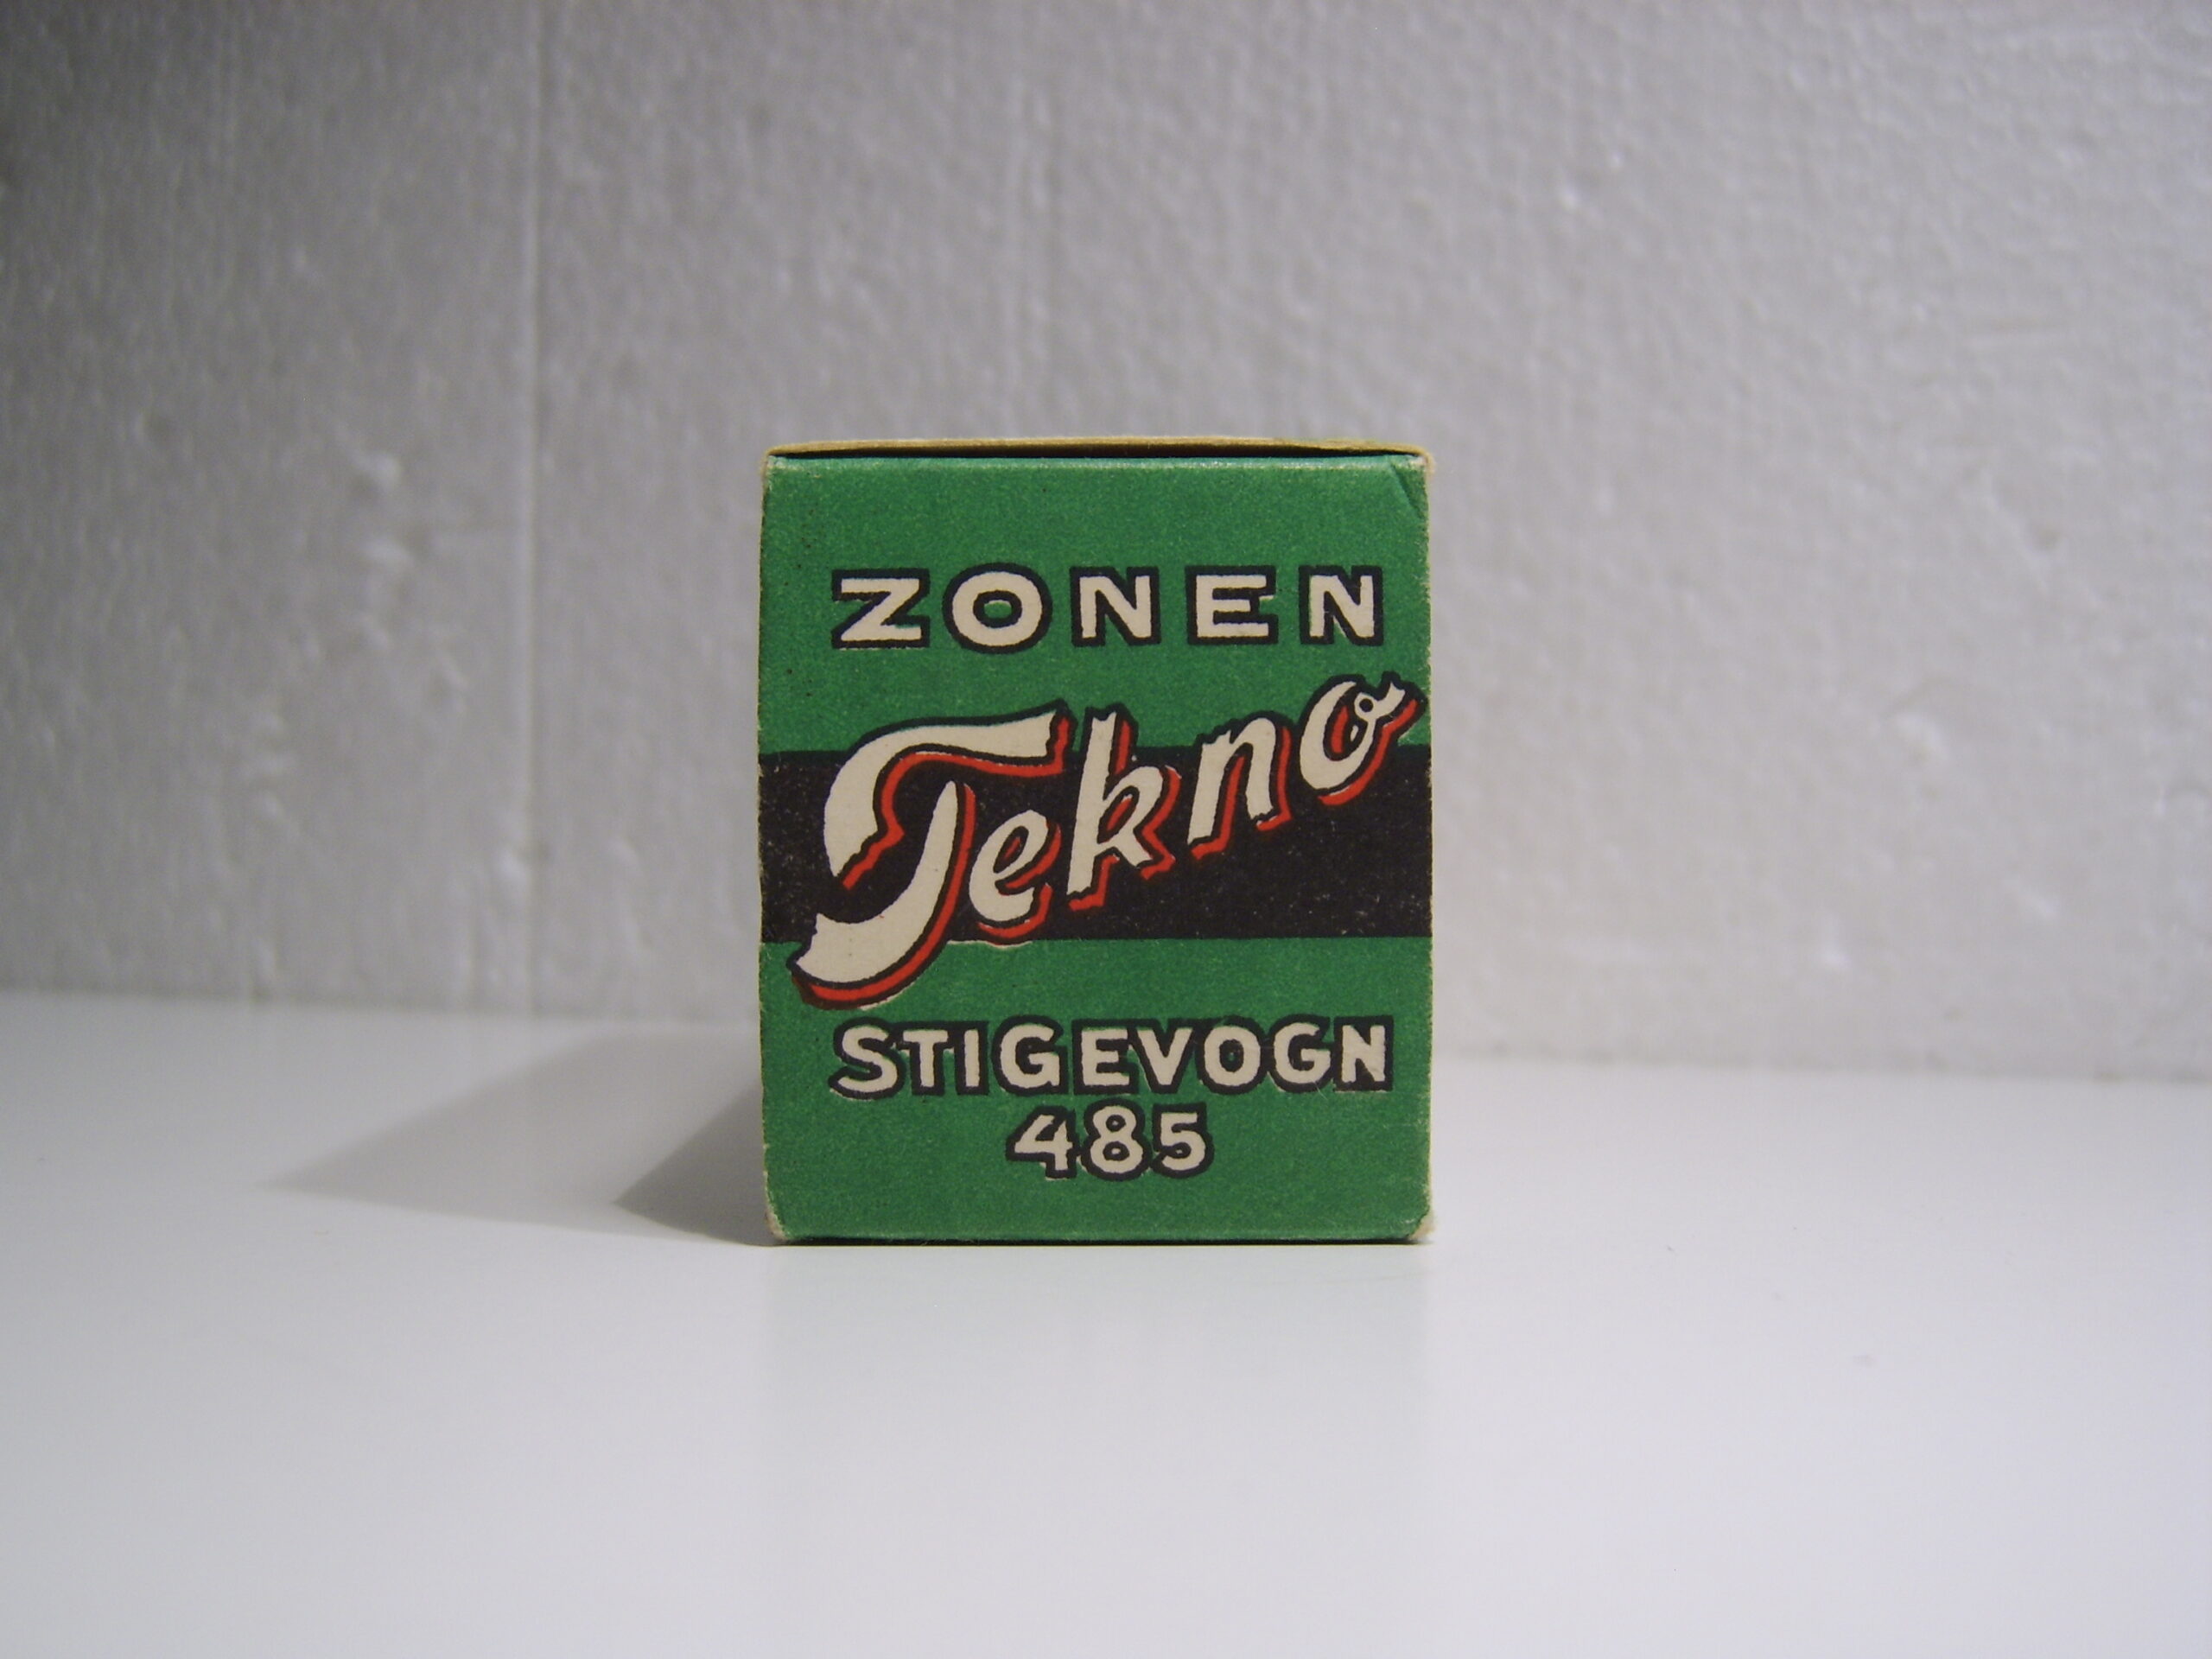 ZONEN
Tekno
STIGEVOGN
485